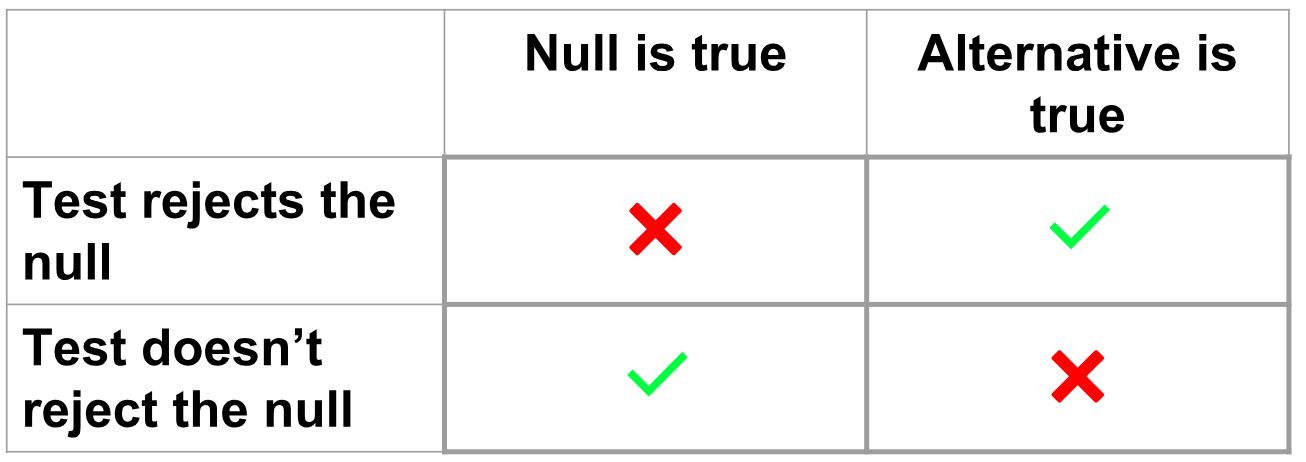 Null is true
Alternative is
true
Test rejects the
null
Test doesn’t
reject the null